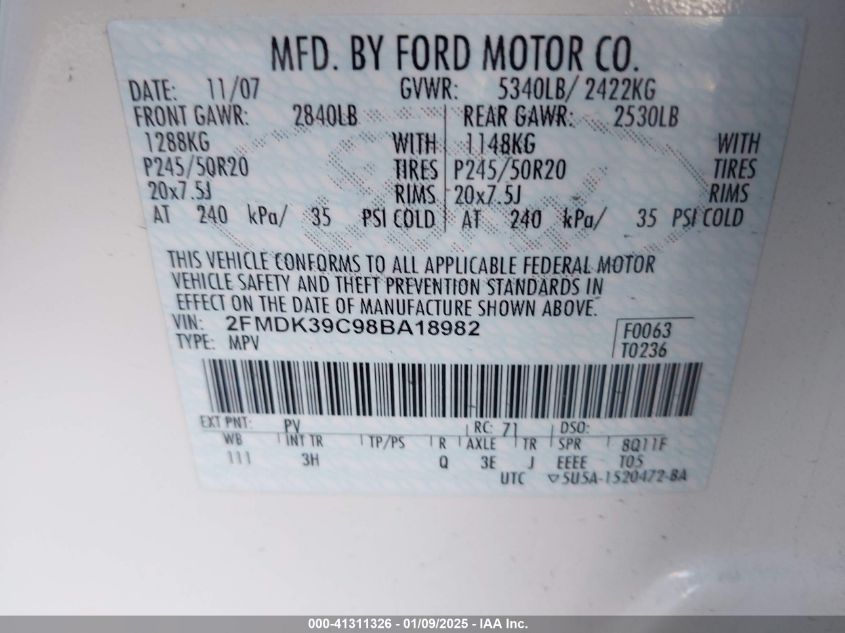 MFD. BY FORD MOTOR CO.
DATE: 11/07 GVWR: 5340LB/ 2422KG
FRONT GAWR: 2840LB REAR GAWR: 2530LB
1288KG WITH 1148KG WITH
P245/50R20 TIRES P245/50R20 TIRES
20x7.5J RIMS 20x7.5J RIMS
AT 240 kPa/ 35 PSI COLD AT 240 kPa/ 35 PSI COLD
THIS VEHICLE CONFORMS TO ALL APPLICABLE FEDERAL MOTOR
VEHICLE SAFETY AND THEFT PREVENTION STANDARDS IN
EFFECT ON THE DATE OF MANUFACTURE SHOWN ABOVE.
VIN: 2FMDK39C98BA18982 F0063
TYPE: MPV T0236
EXT PNT: PV RC: 71 DSO:
WB INT TR TP/PS R AXLE TR SPR 8Q11F
111 3H Q 3E J EEEE T05
UTC ▽5U5A-1520472-BA
000-41311326 - 01/09/2025 - IAA Inc.